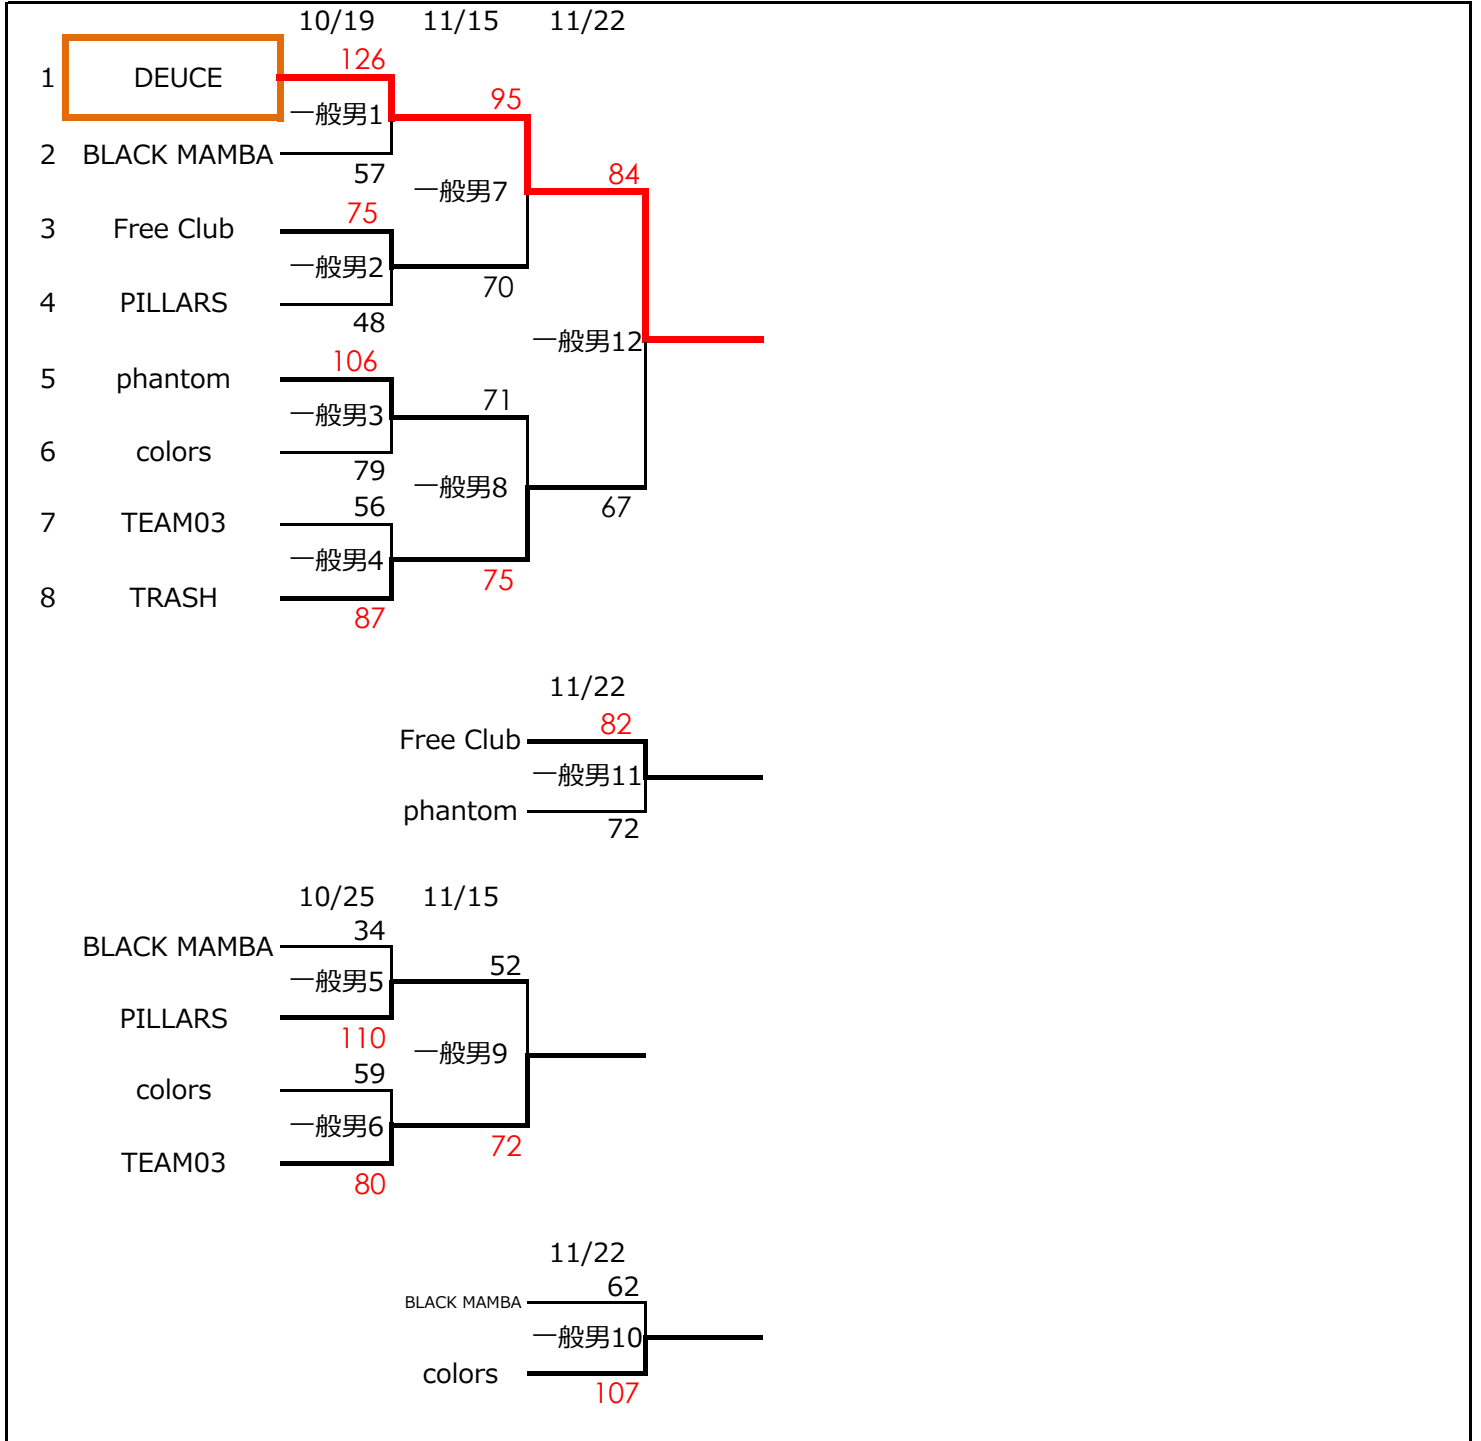 10/19 11/15 11/22
126
1 DEUCE
95
一般男1
2 BLACK MAMBA
57
84
一般男7
75
3 Free Club
一般男2
70
4 PILLARS
48
一般男12
106
5 phantom
71
一般男3
6 colors
79
一般男8
56
67
7 TEAM03
一般男4
75
8 TRASH
87
11/22
82
Free Club
一般男11
phantom
72
10/25 11/15
34
BLACK MAMBA
52
一般男5
PILLARS
110
一般男9
59
colors
一般男6
72
TEAM03
80
11/22
62
BLACK MAMBA
一般男10
colors
107